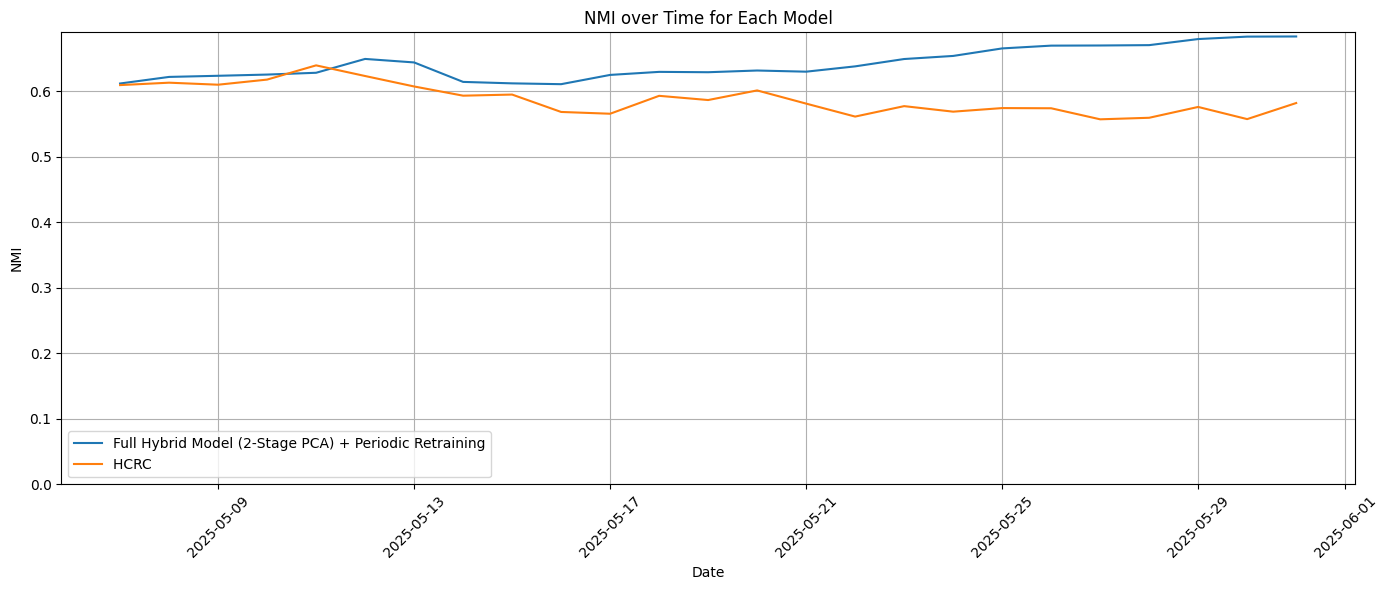 NMI over Time for Each Model
NMI
0.6
0.5
0.4
0.3
0.2
0.1
0.0
Full Hybrid Model (2-Stage PCA) + Periodic Retraining
HCRC
2025-05-09
2025-05-13
2025-05-17
2025-05-21
2025-05-25
2025-05-29
2025-06-01
Date